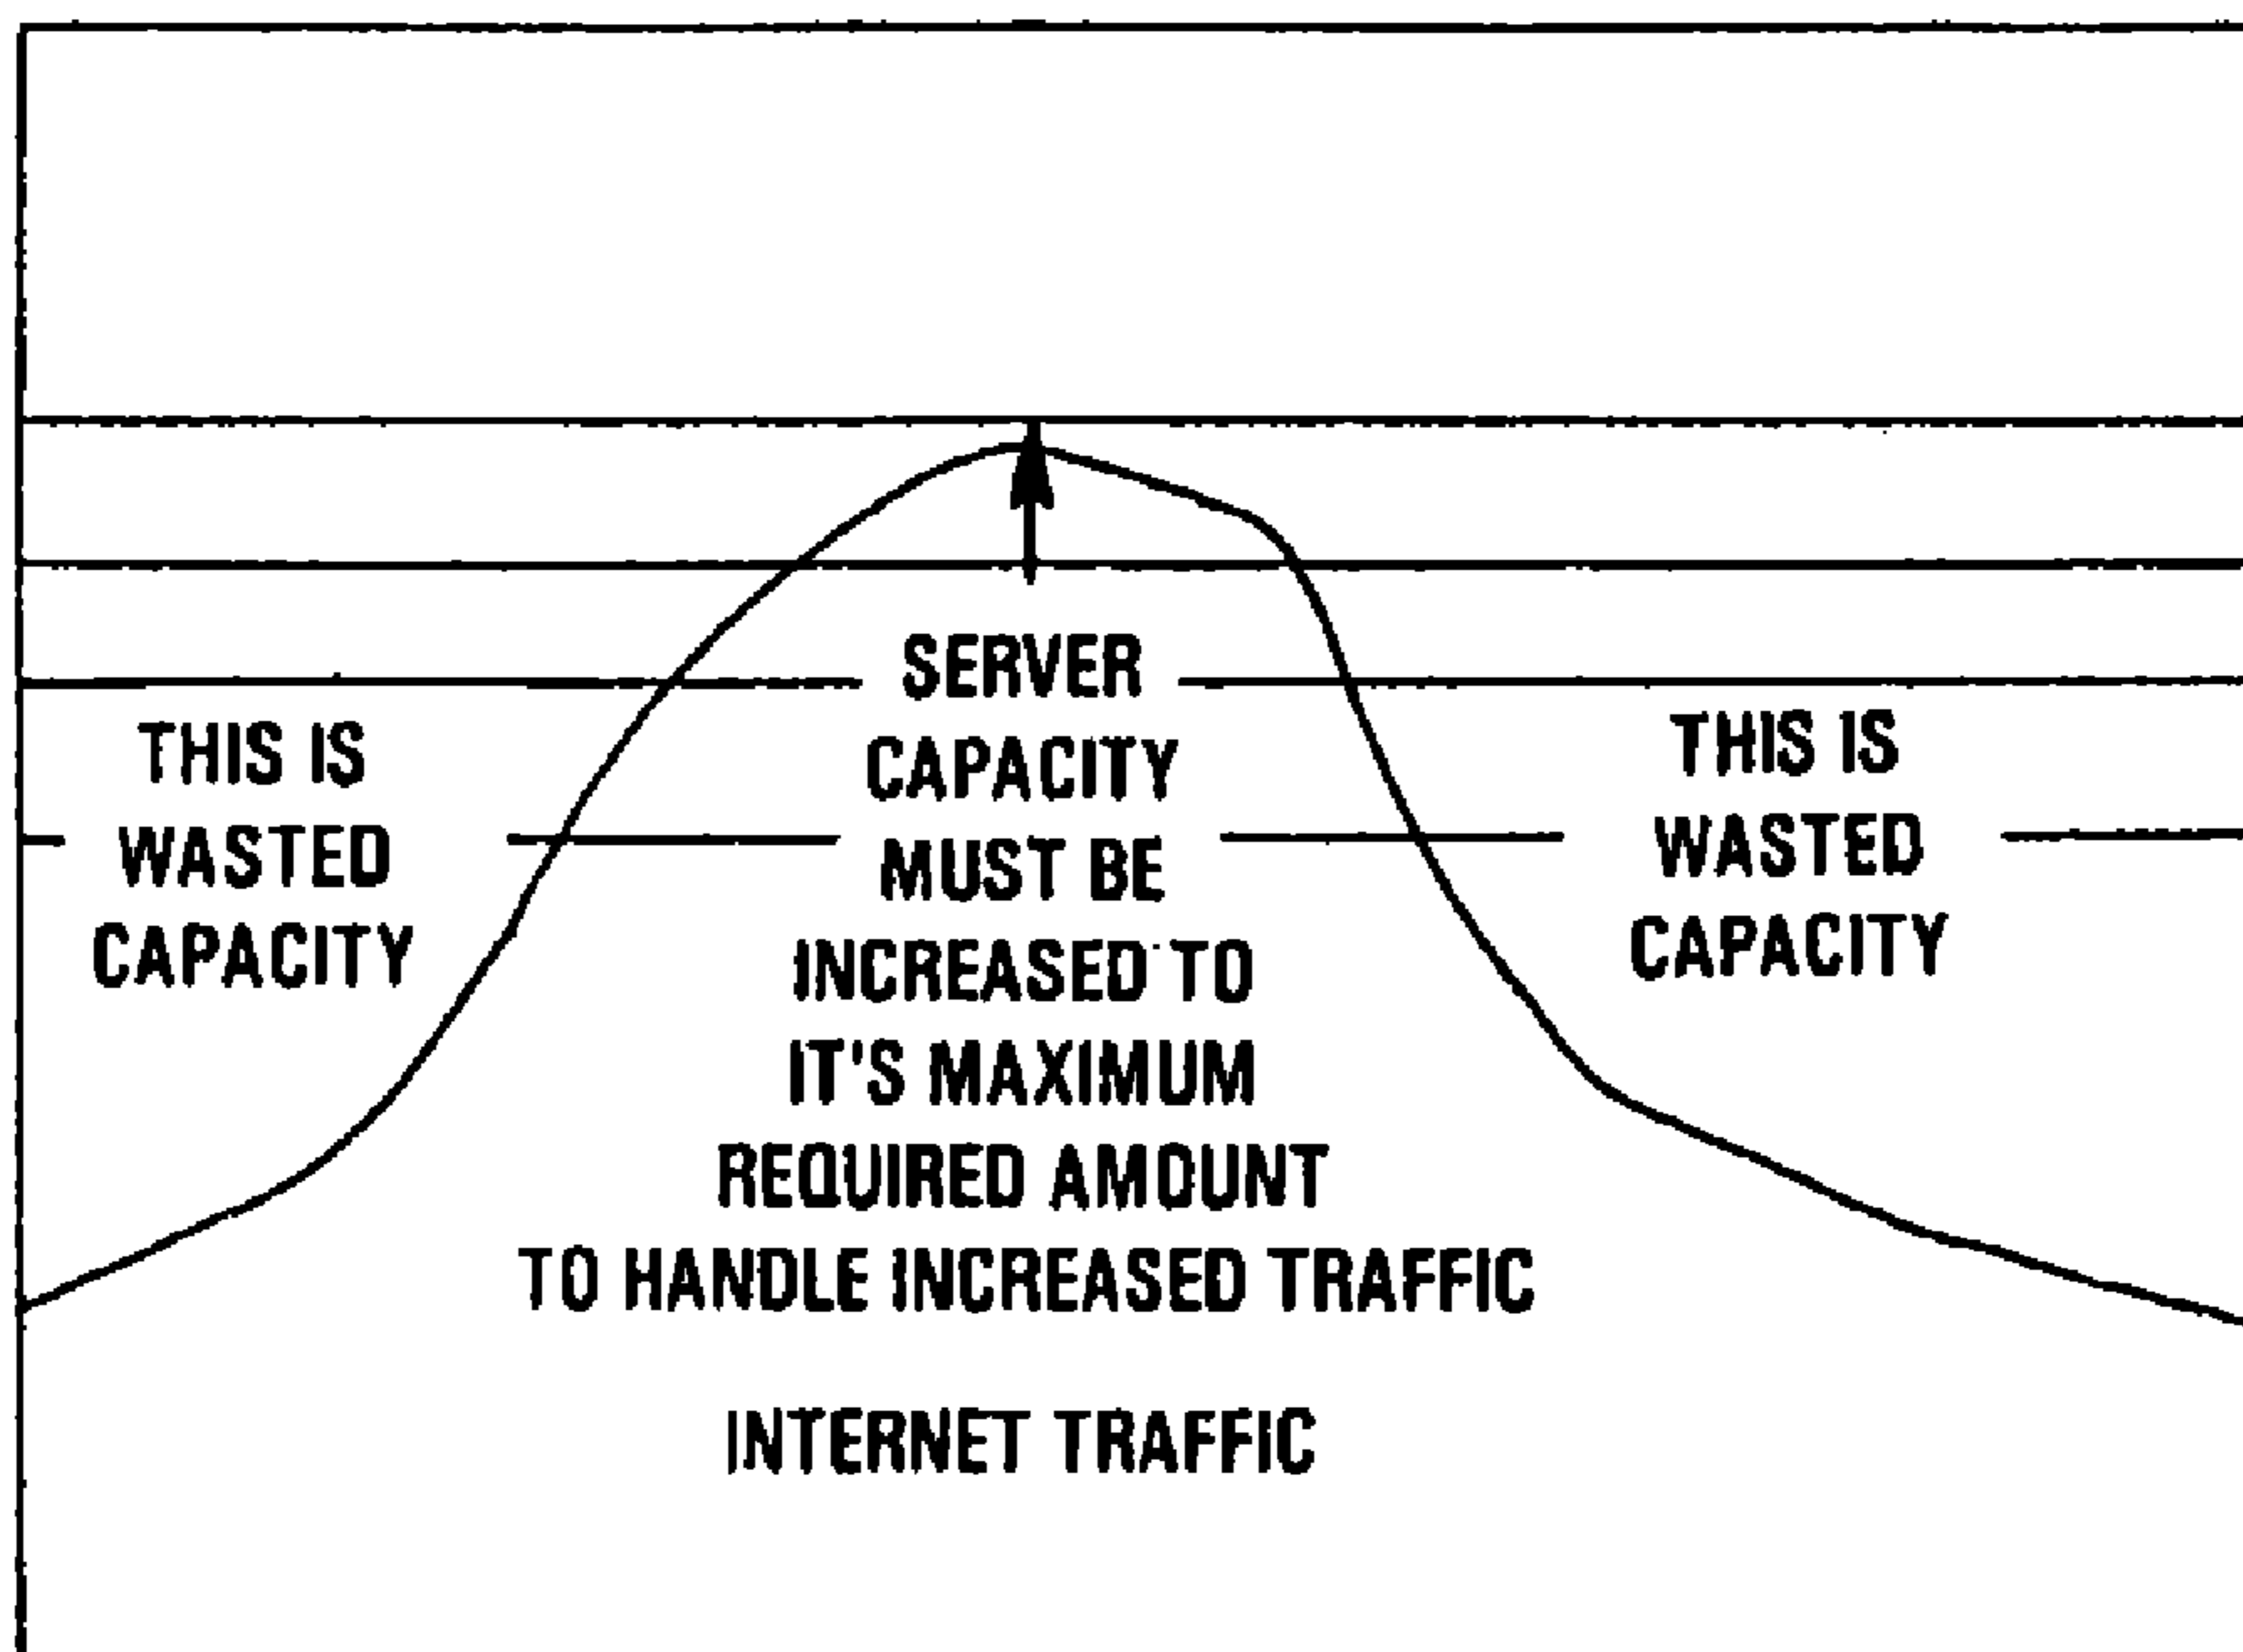 THIS IS
WASTED
CAPACITY
SERVER
CAPACITY
MUST BE
INCREASED TO
IT'S MAXIMUM
REQUIRED AMOUNT
TO HANDLE INCREASED TRAFFIC
THIS IS
WASTED
CAPACITY
INTERNET TRAFFIC